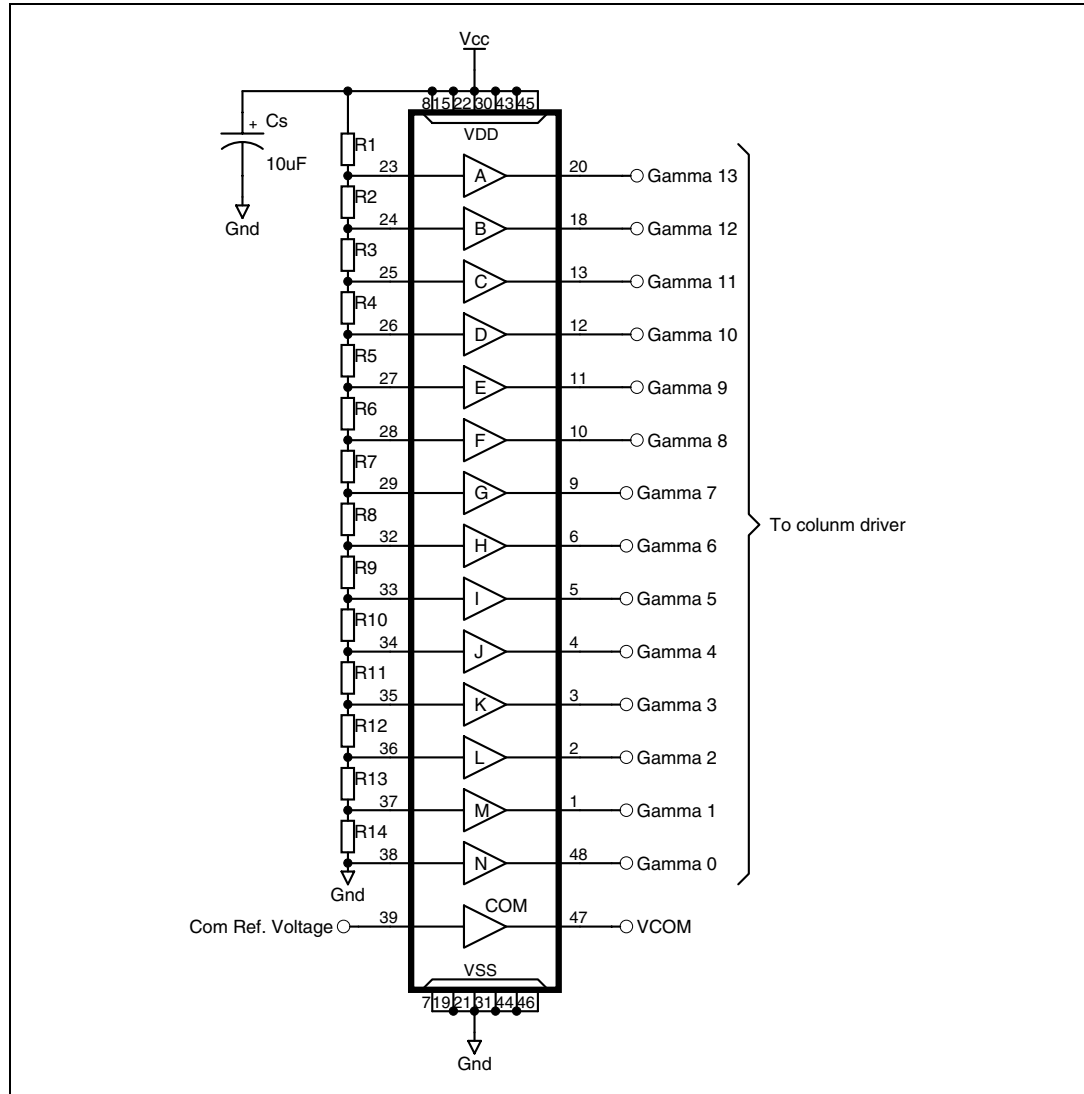 Vcc
8 15 22 30 43 45
VDD
+ Cs
10uF
Gnd
R1
23 A 20 Gamma 13
R2
24 B 18 Gamma 12
R3
25 C 13 Gamma 11
R4
26 D 12 Gamma 10
R5
27 E 11 Gamma 9
R6
28 F 10 Gamma 8
R7
29 G 9 Gamma 7
To colunm driver
R8
32 H 6 Gamma 6
R9
33 I 5 Gamma 5
R10
34 J 4 Gamma 4
R11
35 K 3 Gamma 3
R12
36 L 2 Gamma 2
R13
37 M 1 Gamma 1
R14
38 N 48 Gamma 0
Gnd
COM
Com Ref. Voltage 39 47 VCOM
VSS
7 19 21 31 44 46
Gnd